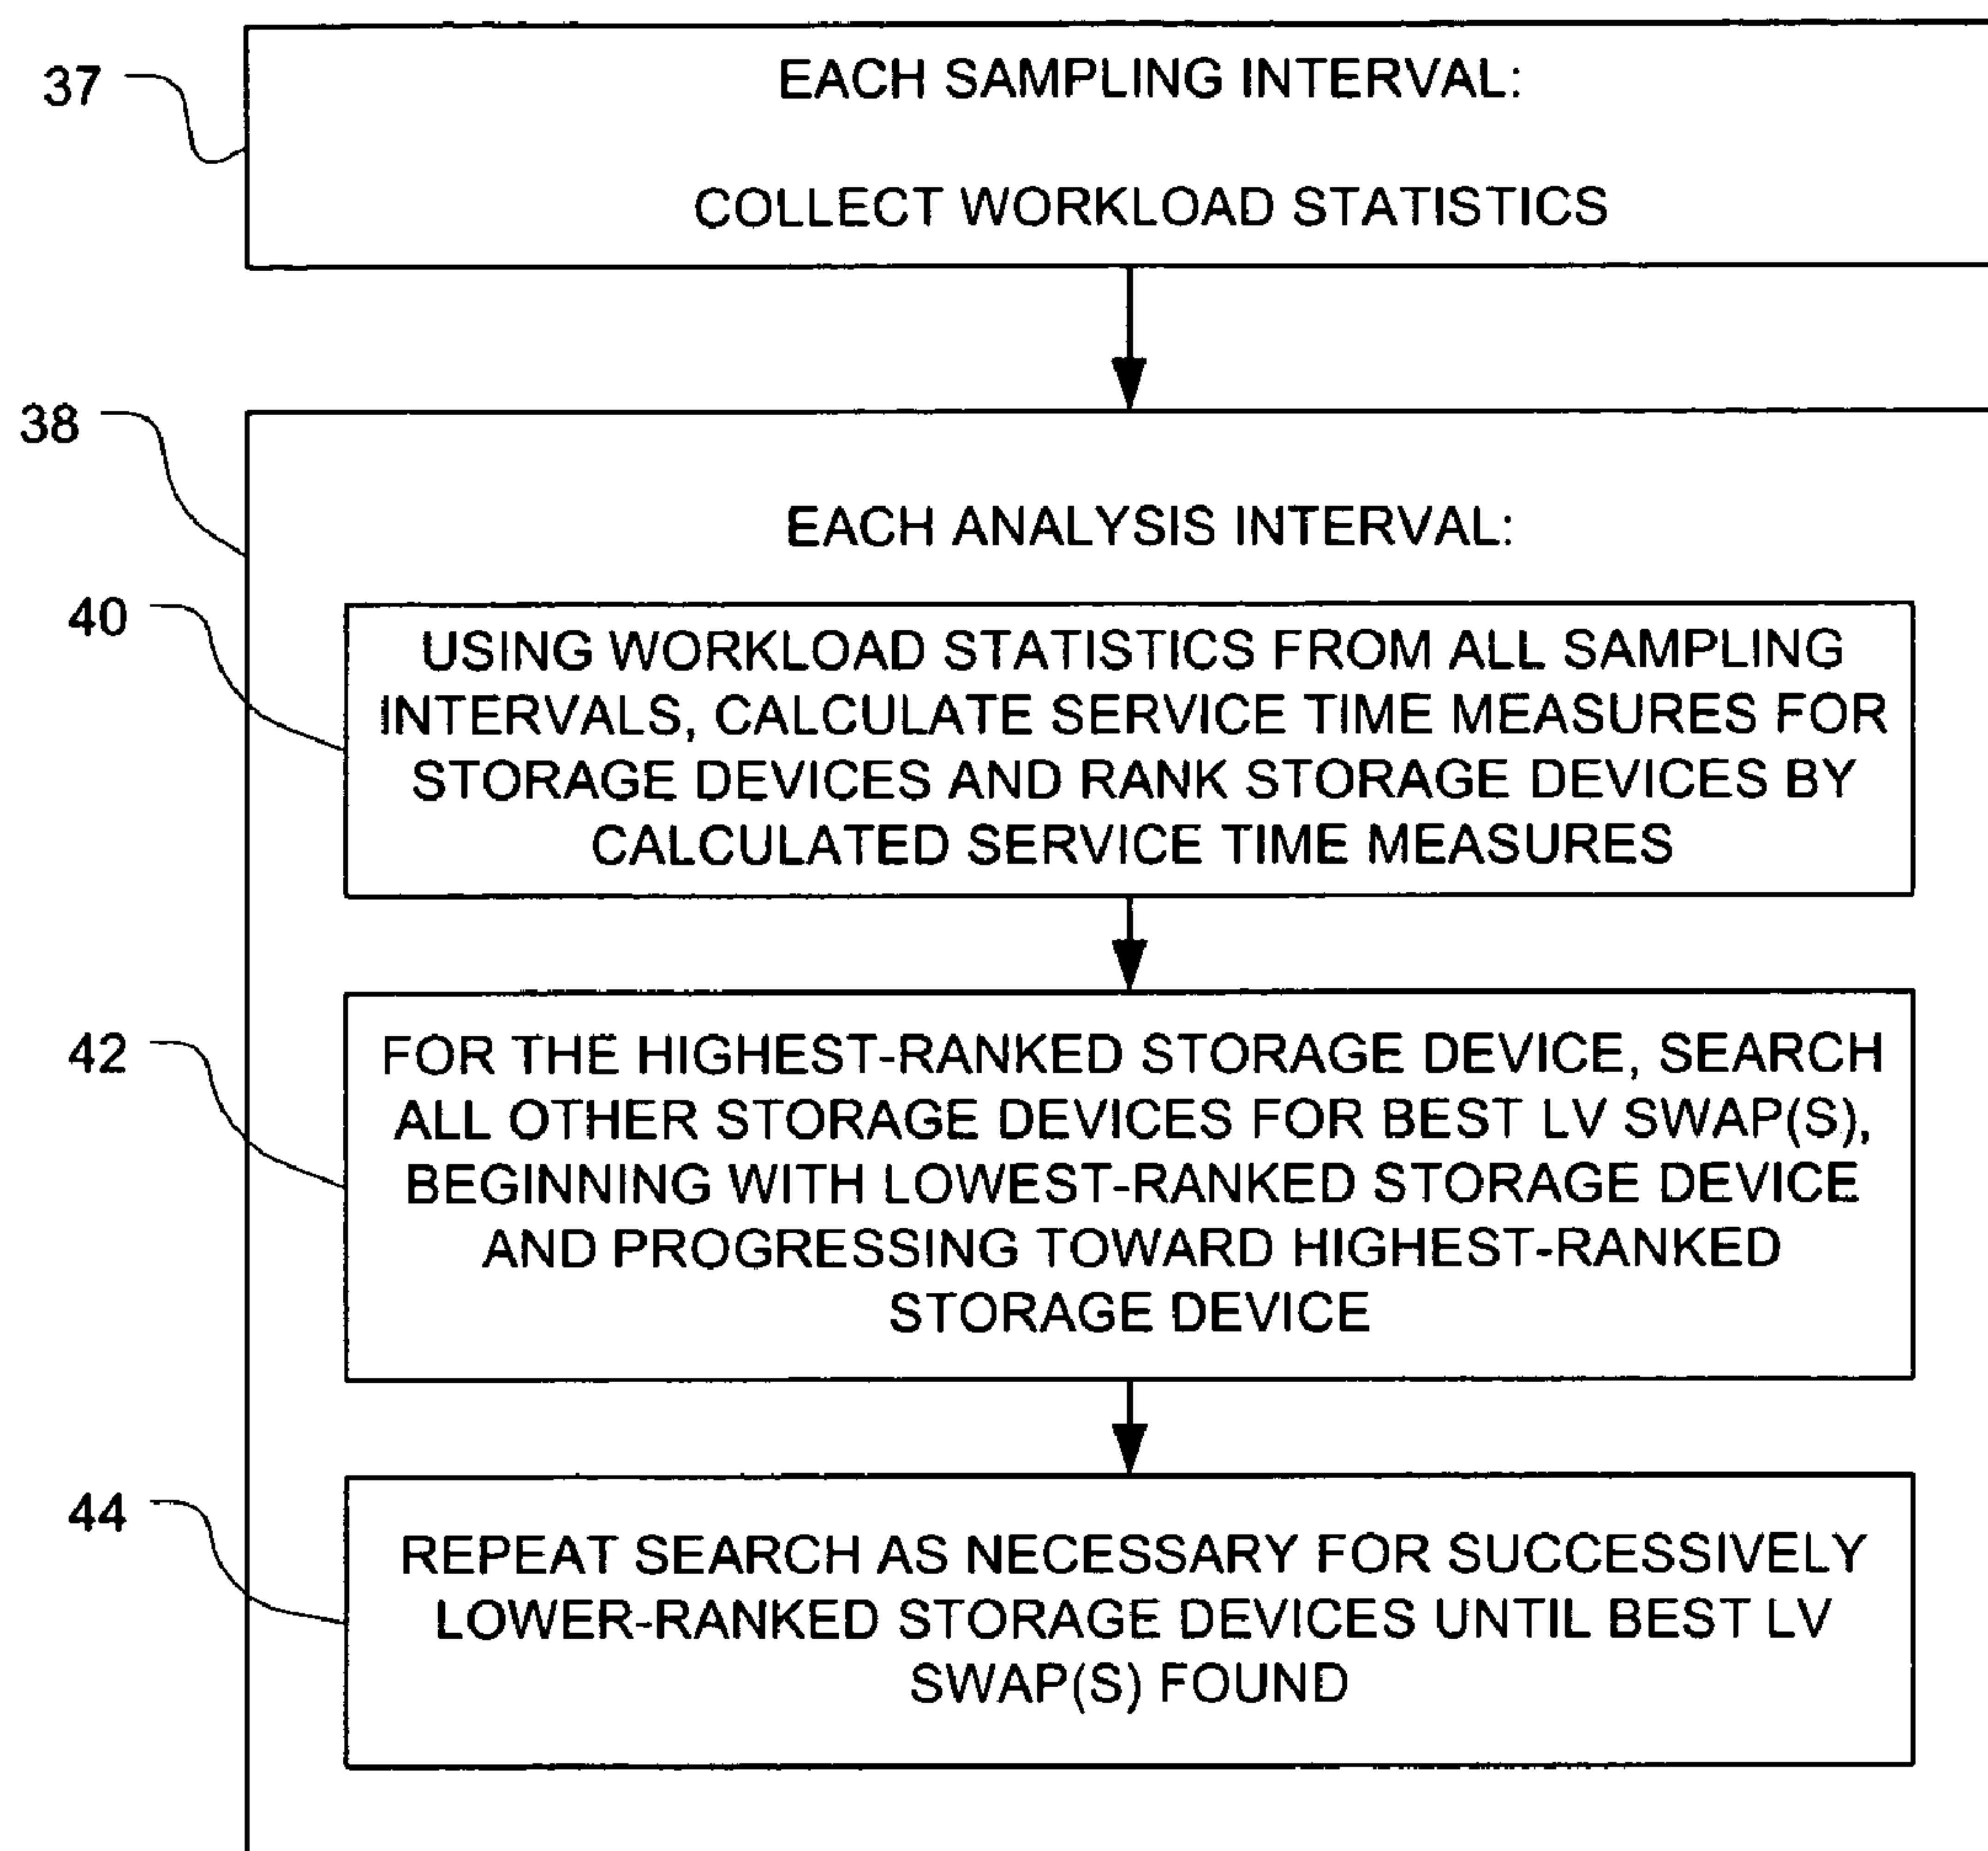 37
EACH SAMPLING INTERVAL:
COLLECT WORKLOAD STATISTICS
38
EACH ANALYSIS INTERVAL:
40
USING WORKLOAD STATISTICS FROM ALL SAMPLING
INTERVALS, CALCULATE SERVICE TIME MEASURES FOR
STORAGE DEVICES AND RANK STORAGE DEVICES BY
CALCULATED SERVICE TIME MEASURES
42
FOR THE HIGHEST-RANKED STORAGE DEVICE, SEARCH
ALL OTHER STORAGE DEVICES FOR BEST LV SWAP(S),
BEGINNING WITH LOWEST-RANKED STORAGE DEVICE
AND PROGRESSING TOWARD HIGHEST-RANKED
STORAGE DEVICE
44
REPEAT SEARCH AS NECESSARY FOR SUCCESSIVELY
LOWER-RANKED STORAGE DEVICES UNTIL BEST LV
SWAP(S) FOUND